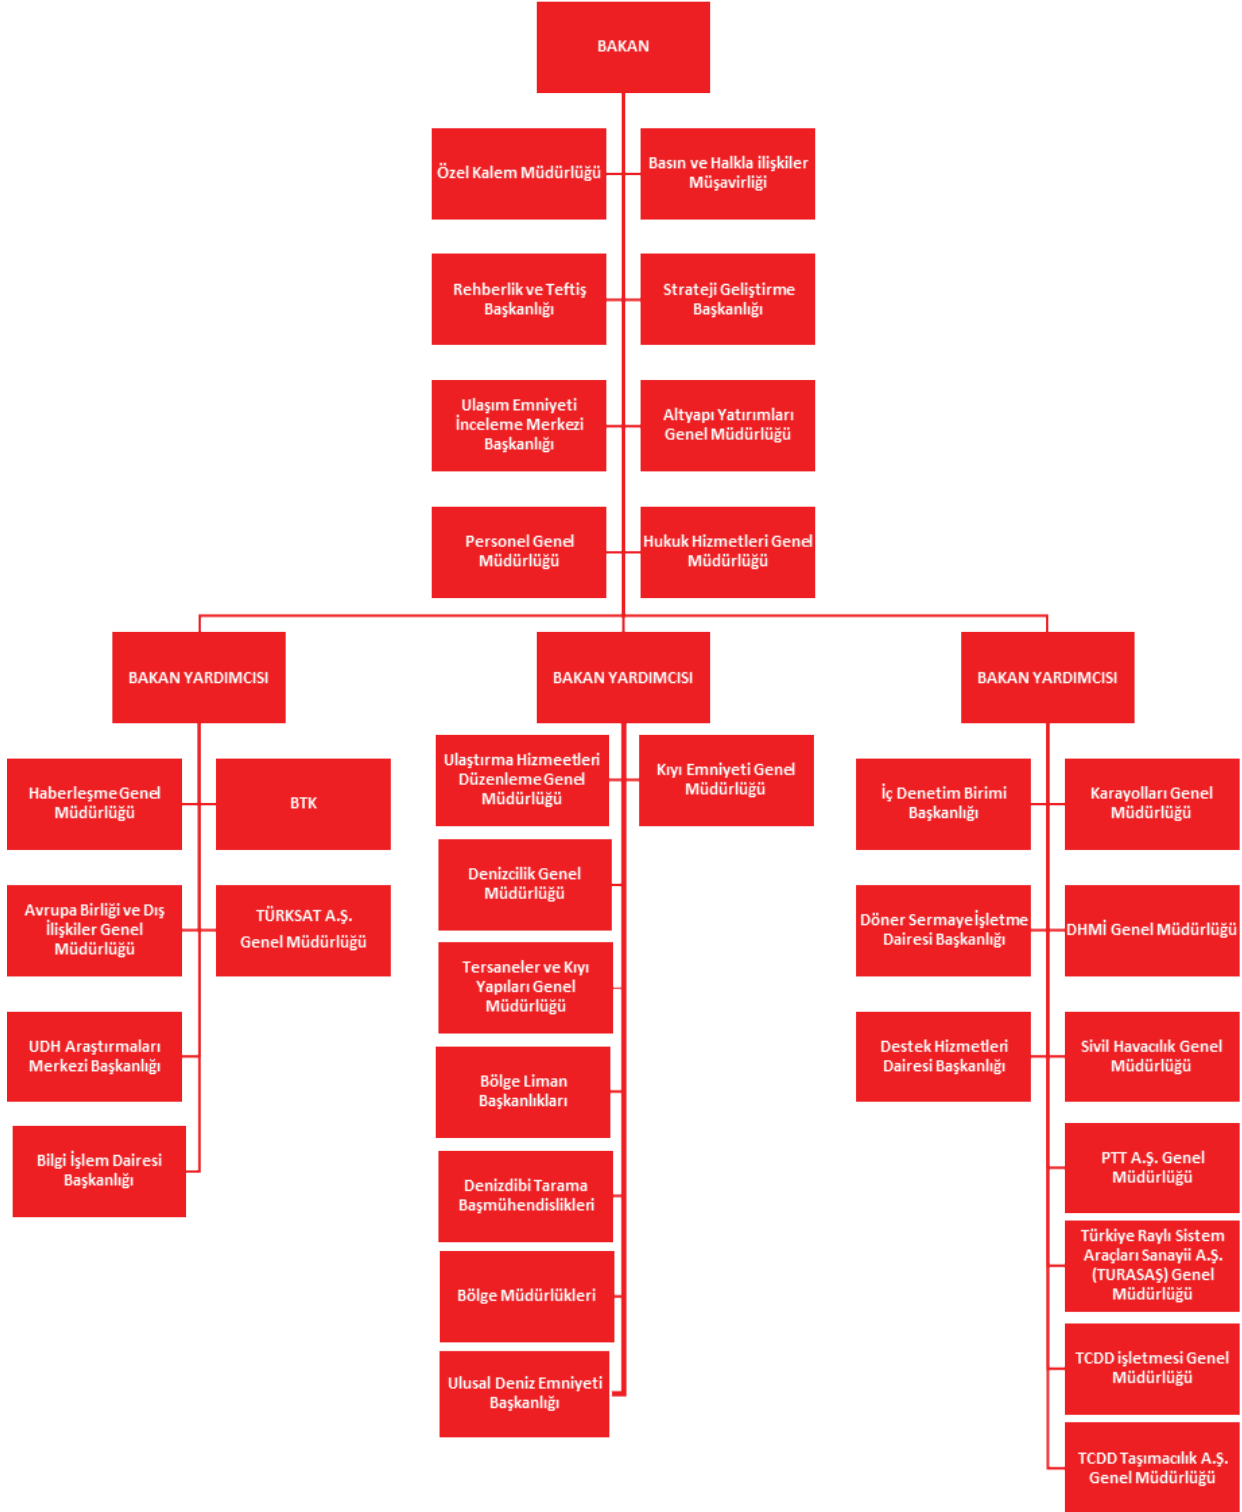 BAKAN
Özel Kalem Müdürlüğü
Basın ve Halkla ilişkiler
Müşavirliği
Rehberlik ve Teftiş
Başkanlığı
Strateji Geliştirme
Başkanlığı
Ulaşım Emniyeti
İnceleme Merkezi
Başkanlığı
Altyapı Yatırımları
Genel Müdürlüğü
Personel Genel
Müdürlüğü
Hukuk Hizmetleri Genel
Müdürlüğü
BAKAN YARDIMCISI
Haberleşme Genel
Müdürlüğü
BTK
Avrupa Birliği ve Dış
İlişkiler Genel
Müdürlüğü
TÜRKSAT A.Ş.
Genel Müdürlüğü
UDH Araştırmaları
Merkezi Başkanlığı
Bilgi İşlem Dairesi
Başkanlığı
BAKAN YARDIMCISI
Ulaştırma Hizmeetleri
Düzenleme Genel
Müdürlüğü
Kıyı Emniyeti Genel
Müdürlüğü
Denizcilik Genel
Müdürlüğü
Tersaneler ve Kıyı
Yapıları Genel
Müdürlüğü
Bölge Liman
Başkanlıkları
Denizdibi Tarama
Başmühendislikleri
Bölge Müdürlükleri
Ulusal Deniz Emniyeti
Başkanlığı
BAKAN YARDIMCISI
İç Denetim Birimi
Başkanlığı
Karayolları Genel
Müdürlüğü
Döner Sermaye İşletme
Dairesi Başkanlığı
DHMİ Genel Müdürlüğü
Destek Hizmetleri
Dairesi Başkanlığı
Sivil Havacılık Genel
Müdürlüğü
PTT A.Ş. Genel
Müdürlüğü
Türkiye Raylı Sistem
Araçları Sanayii A.Ş.
(TURASAŞ) Genel
Müdürlüğü
TCDD işletmesi Genel
Müdürlüğü
TCDD Taşımacılık A.Ş.
Genel Müdürlüğü